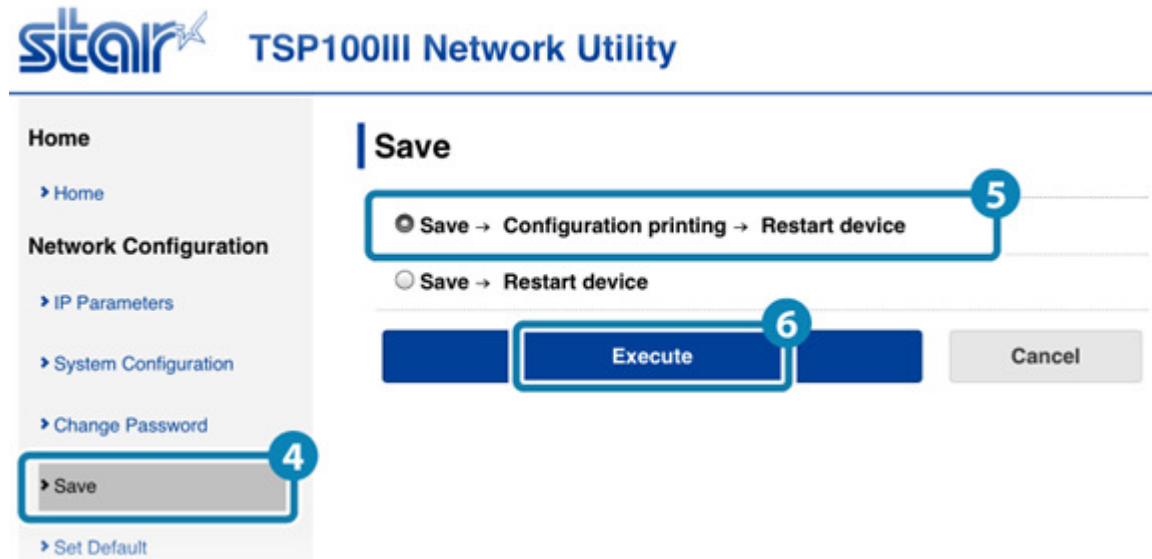 star TSP100III Network Utility
Home
> Home
Network Configuration
> IP Parameters
> System Configuration
> Change Password
4
> Save
> Set Default
Save
5
Save → Configuration printing → Restart device
Save → Restart device
6
Execute
Cancel